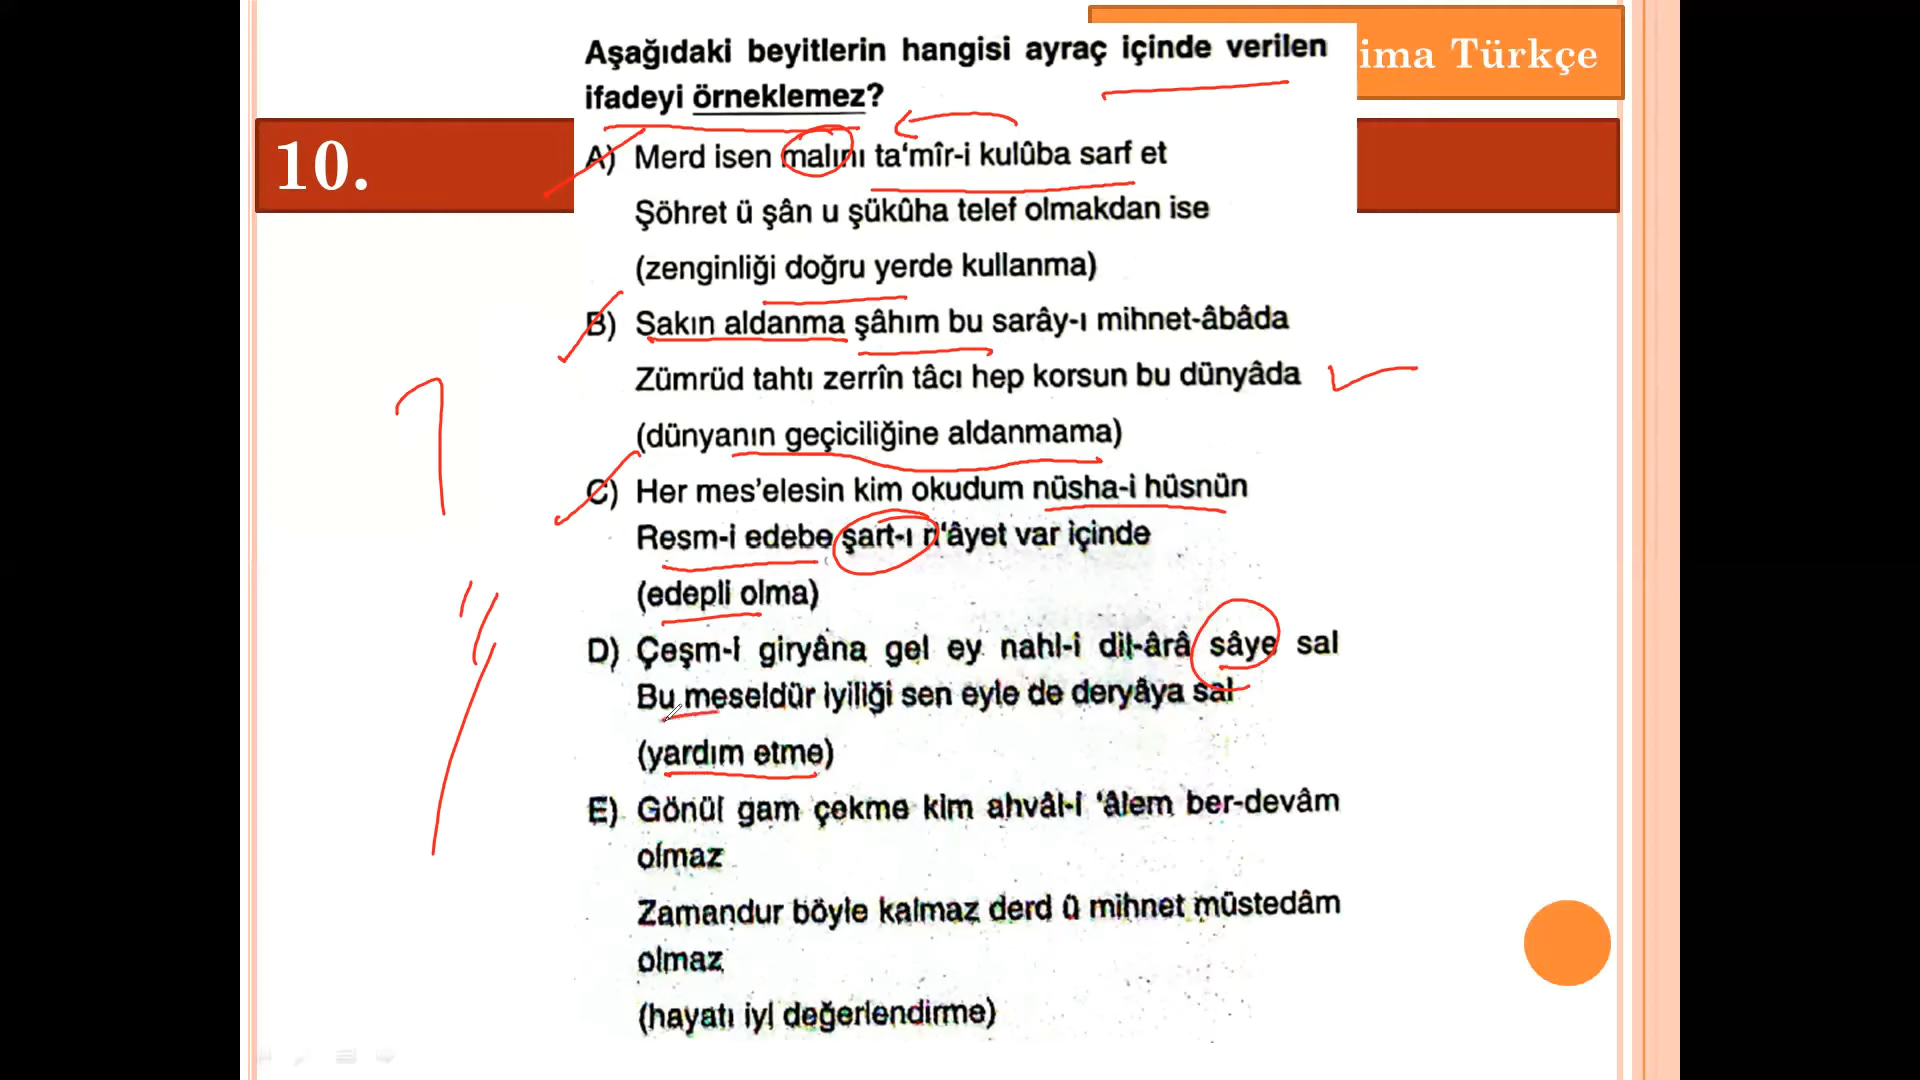 Aşağıdaki beyitlerin hangisi ayraç içinde verilen
ima Türkçe
ifadeyi örneklemez?
10.
A) Merd isen malını ta‘mîr-i kulûba sarf et
Şöhret ü şân u şükûha telef olmakdan ise
(zenginliği doğru yerde kullanma)
B) Sakın aldanma şâhım bu sarây-ı mihnet-âbâda
Zümrüd tahtı zerrîn tâcı hep korsun bu dünyâda
(dünyanın geçiciliğine aldanmama)
C) Her mes’elesin kim okudum nüsha-i hüsnün
Resm-i edebe şart-ı ri‘âyet var içinde
(edepli olma)
D) Çeşm-i giryâna gel ey nahl-i dil-ârâ sâye sal
Bu meseldür iyiliği sen eyle de deryâya sal
(yardım etme)
E) Gönül gam çekme kim ahvâl-i ‘âlem ber-devâm
olmaz
Zamandur böyle kalmaz derd ü mihnet müstedâm
olmaz
(hayatı iyi değerlendirme)